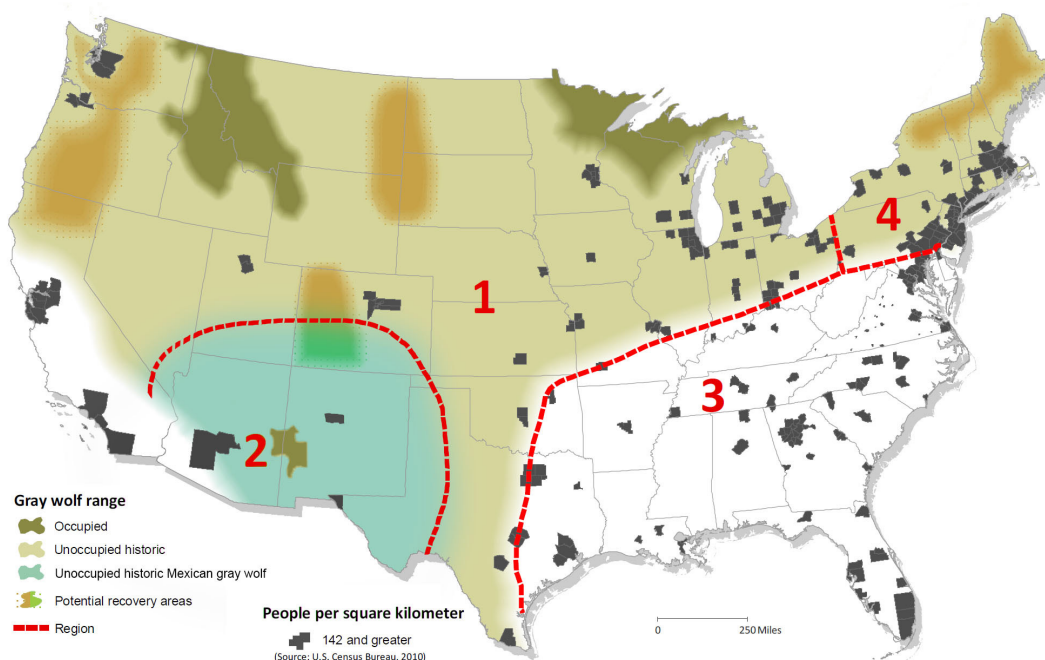 4
1
3
2
Gray wolf range
Occupied
Unoccupied historic
Unoccupied historic Mexican gray wolf
Potential recovery areas
Region
People per square kilometer
142 and greater
(Source: U.S. Census Bureau, 2010)
0 250 Miles